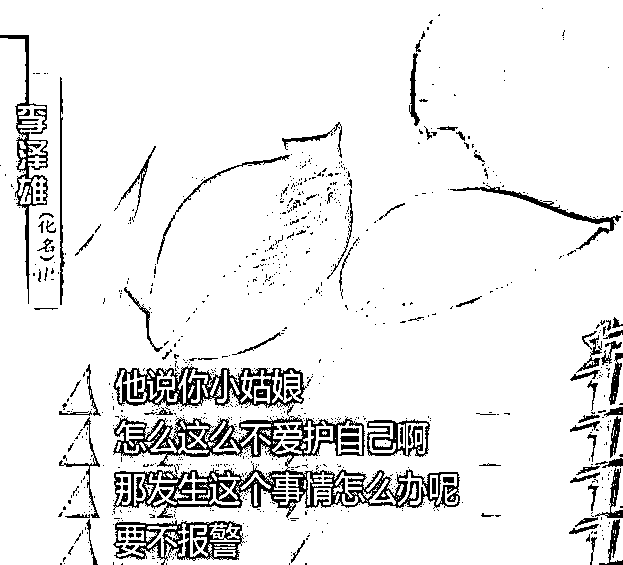 李泽雄
(化名)
他说你小姑娘
怎么这么不爱护自己啊
那发生这个事情怎么办呢
要不报警